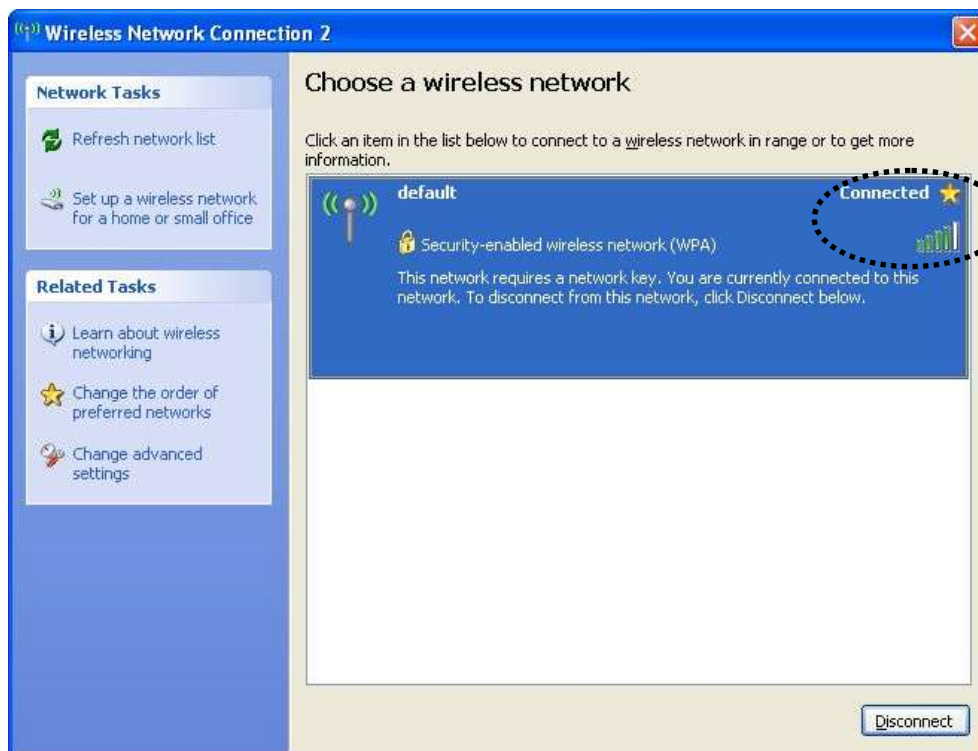 Wireless Network Connection 2
Network Tasks
Refresh network list
Set up a wireless network
for a home or small office
Related Tasks
Learn about wireless
networking
Change the order of
preferred networks
Change advanced
settings
Choose a wireless network
Click an item in the list below to connect to a wireless network in range or to get more
information.
default
Connected
Security-enabled wireless network (WPA)
This network requires a network key. You are currently connected to this
network. To disconnect from this network, click Disconnect below.
Disconnect